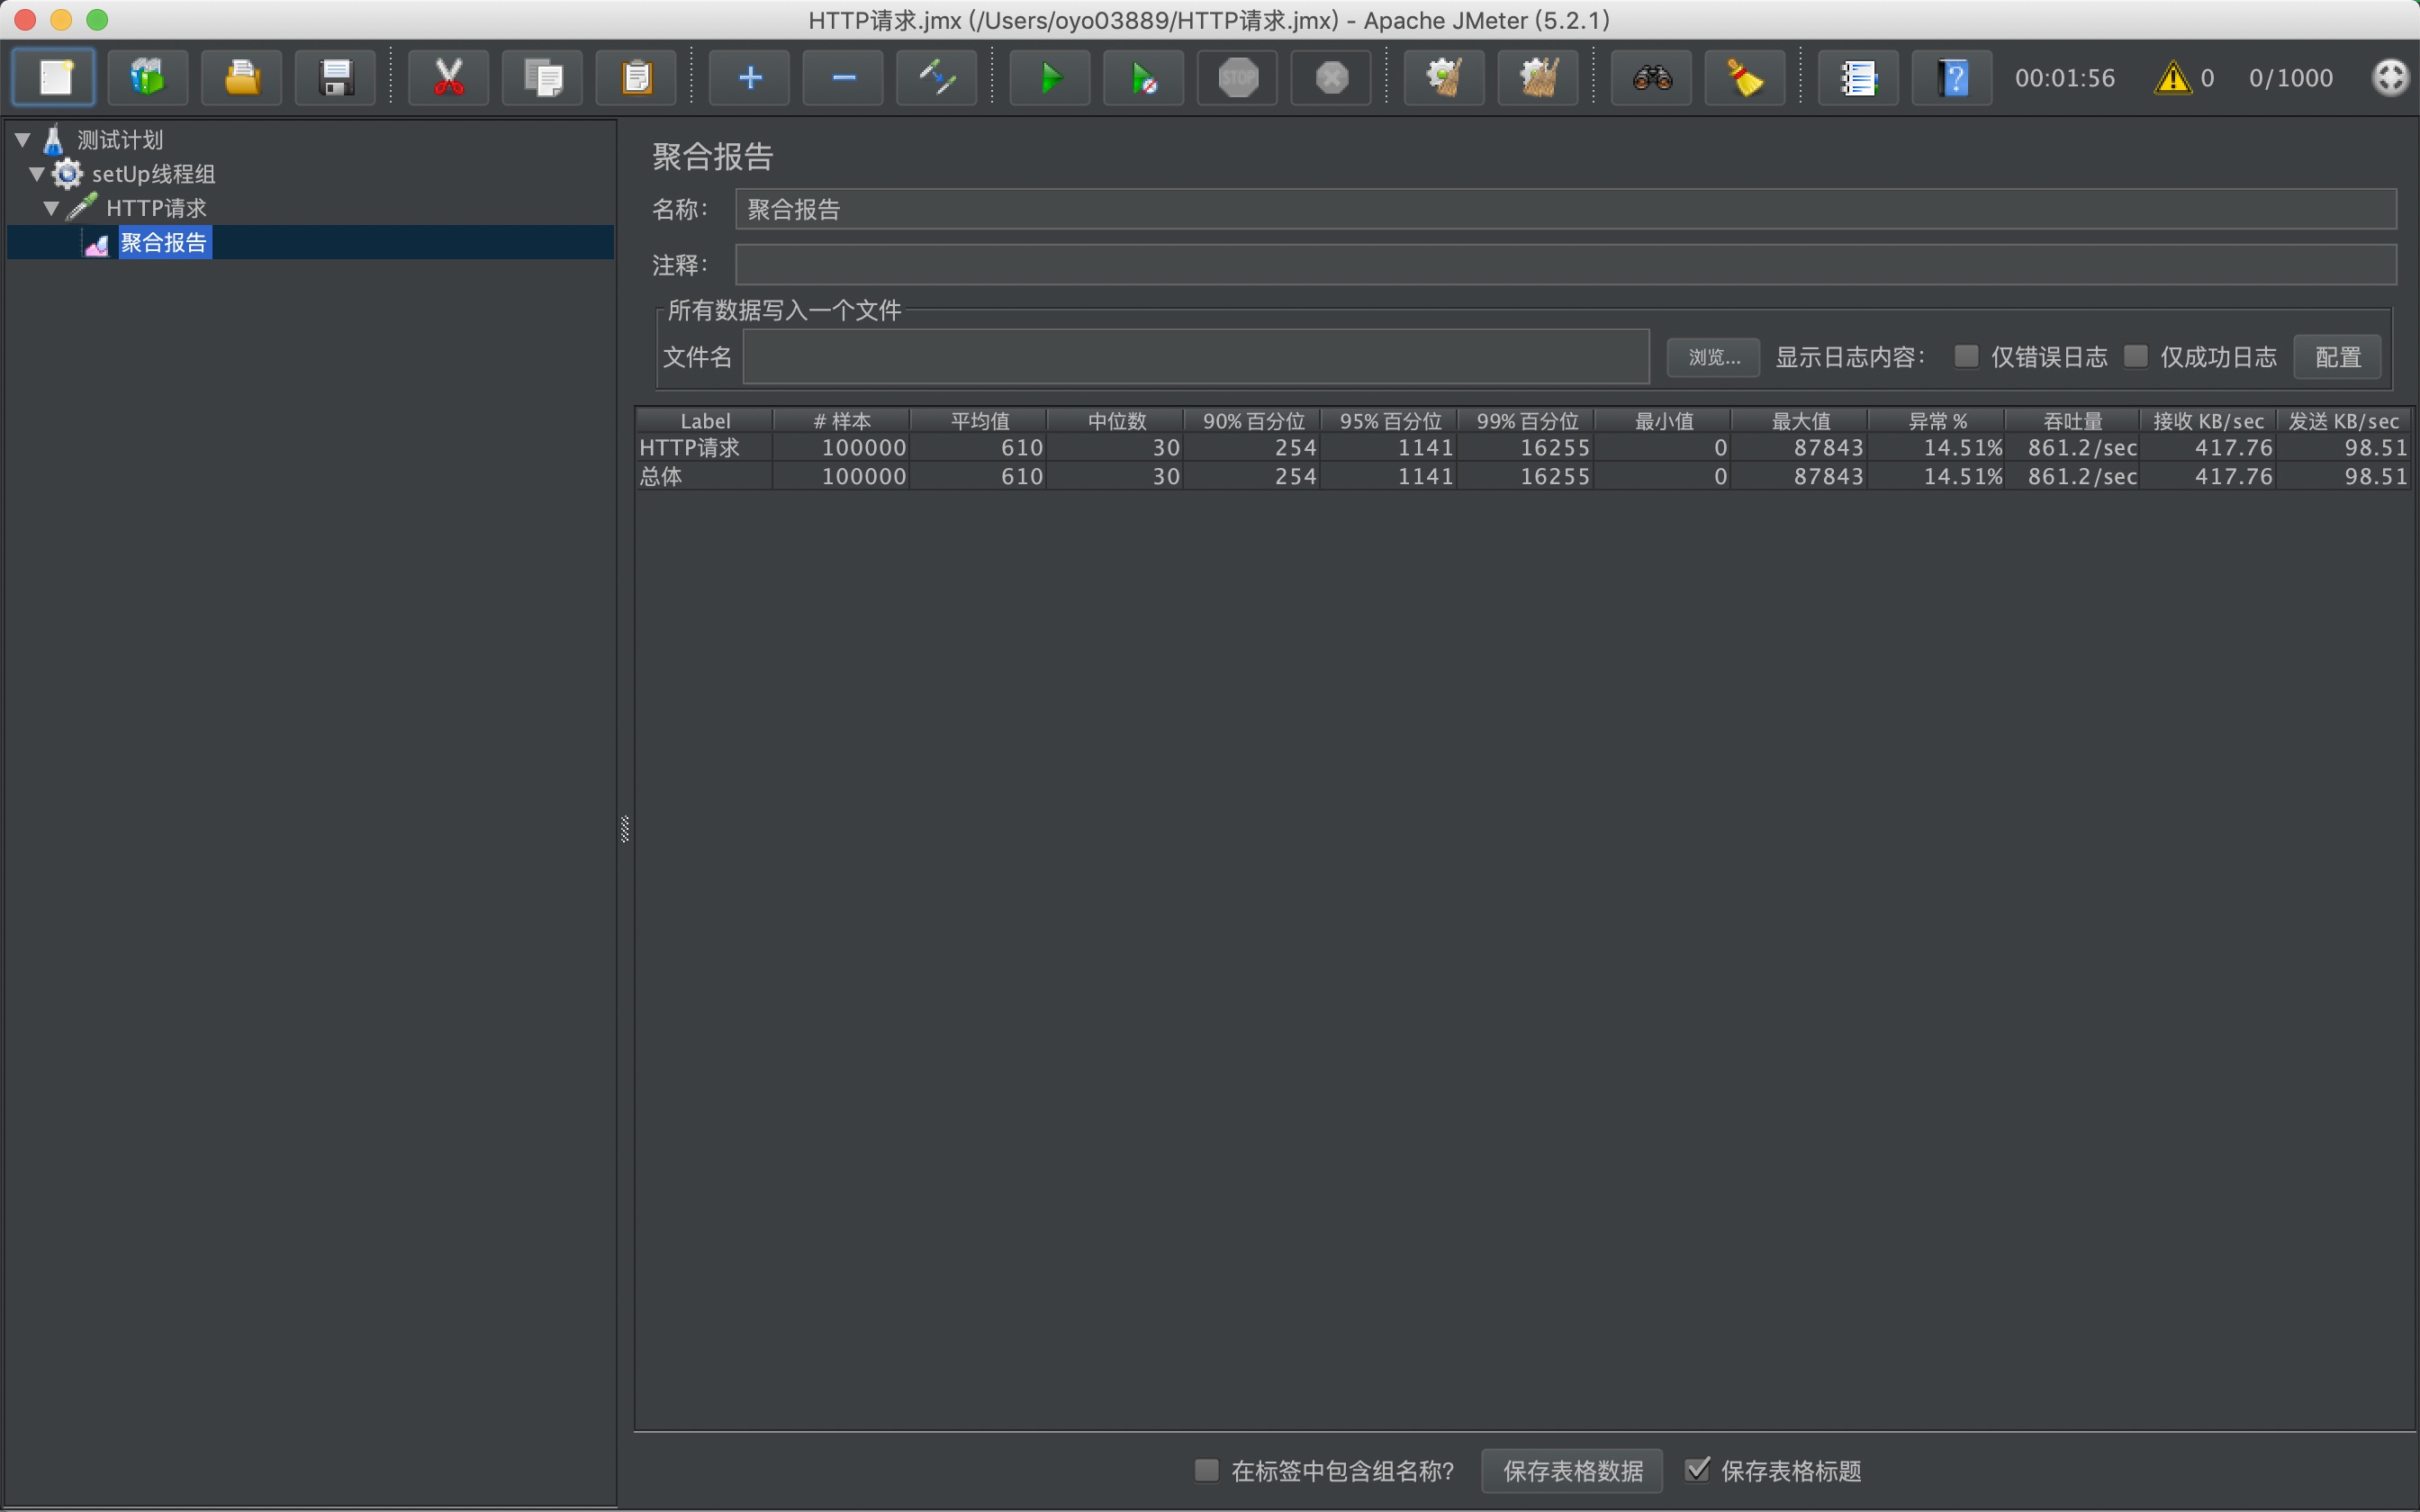 HTTP请求.jmx (/Users/oyo03889/HTTP请求.jmx) - Apache JMeter (5.2.1)
STOP
00:01:56 0 0/1000
测试计划
setUp线程组
HTTP请求
聚合报告
聚合报告
名称： 聚合报告
注释：
所有数据写入一个文件
文件名 浏览... 显示日志内容： 仅错误日志 仅成功日志 配置
Label # 样本 平均值 中位数 90% 百分位 95% 百分位 99% 百分位 最小值 最大值 异常 % 吞吐量 接收 KB/sec 发送 KB/sec
HTTP请求 100000 610 30 254 1141 16255 0 87843 14.51% 861.2/sec 417.76 98.51
总体 100000 610 30 254 1141 16255 0 87843 14.51% 861.2/sec 417.76 98.51
在标签中包含组名称? 保存表格数据 保存表格标题